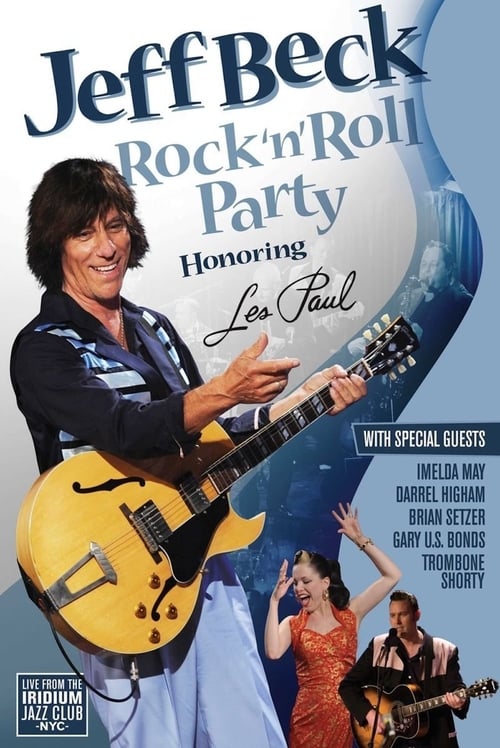 Jeff Beck
Rock 'n' Roll
Party
Honoring
Les Paul
WITH SPECIAL GUESTS
IMELDA MAY
DARREL HIGHAM
BRIAN SETZER
GARY U.S. BONDS
TROMBONE
SHORTY
LIVE FROM THE
IRIDIUM
JAZZ CLUB
-NYC-